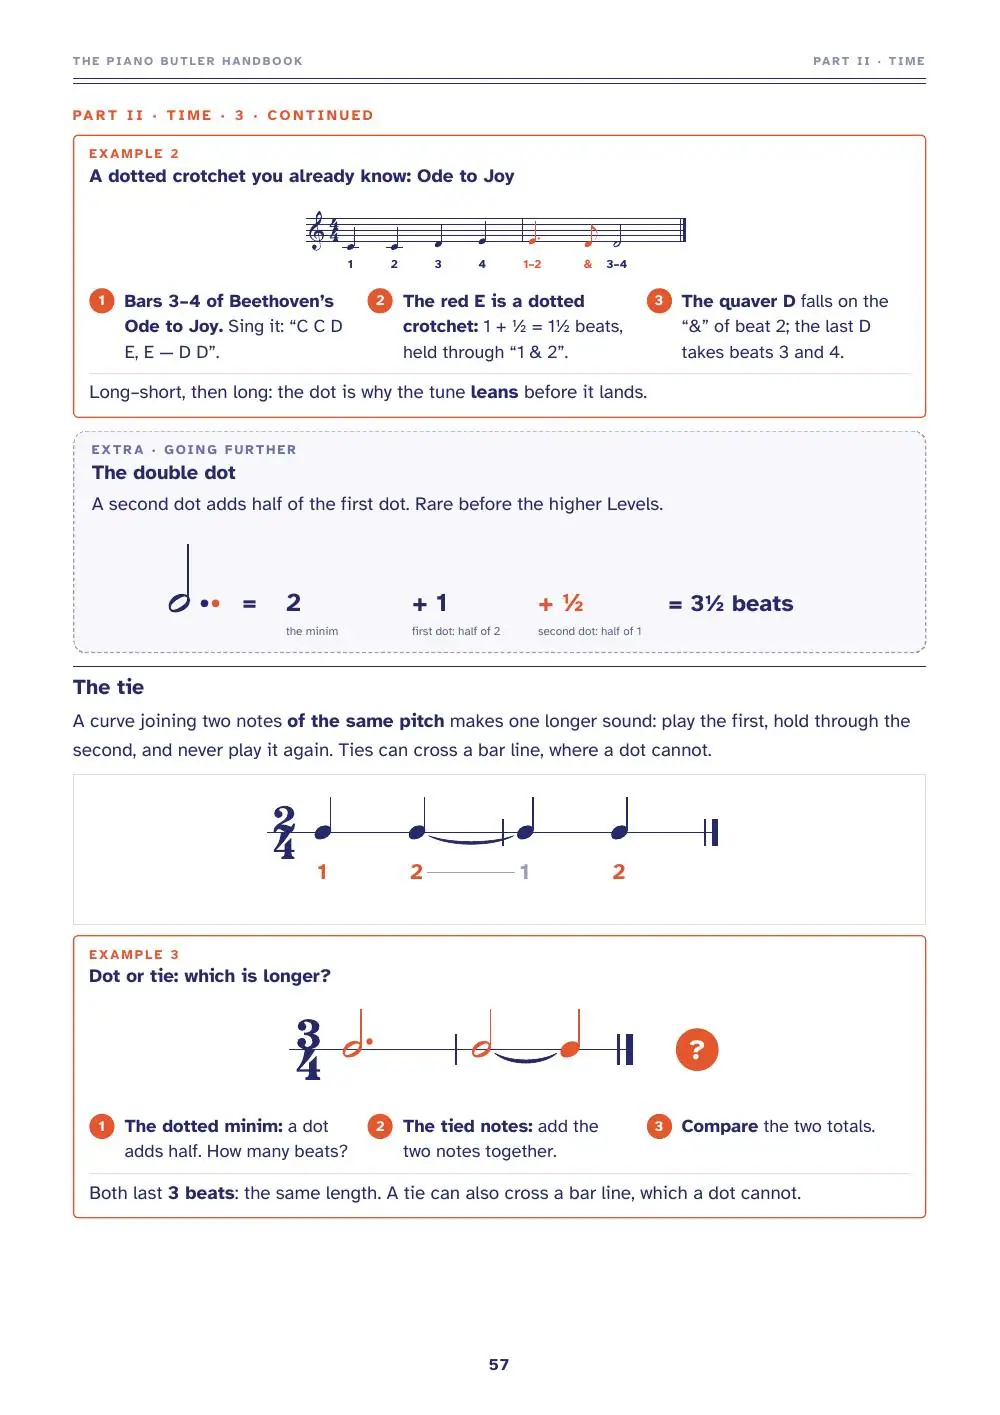 THE PIANO BUTLER HANDBOOK
PART II · TIME
PART II · TIME · 3 · CONTINUED
EXAMPLE 2
A dotted crotchet you already know: Ode to Joy
4
4
1 2 3 4 1–2 & 3–4
1 Bars 3–4 of Beethoven’s
Ode to Joy. Sing it: “C C D
E, E — D D”.
2 The red E is a dotted
crotchet: 1 + ½ = 1½ beats,
held through “1 & 2”.
3 The quaver D falls on the
“&” of beat 2; the last D
takes beats 3 and 4.
Long–short, then long: the dot is why the tune leans before it lands.
EXTRA · GOING FURTHER
The double dot
A second dot adds half of the first dot. Rare before the higher Levels.
= 2 + 1 + ½ = 3½ beats
the minim first dot: half of 2 second dot: half of 1
The tie
A curve joining two notes of the same pitch makes one longer sound: play the first, hold through the
second, and never play it again. Ties can cross a bar line, where a dot cannot.
2
4
1 2 1 2
EXAMPLE 3
Dot or tie: which is longer?
3
4
?
1 The dotted minim: a dot
adds half. How many beats?
2 The tied notes: add the
two notes together.
3 Compare the two totals.
Both last 3 beats: the same length. A tie can also cross a bar line, which a dot cannot.
57